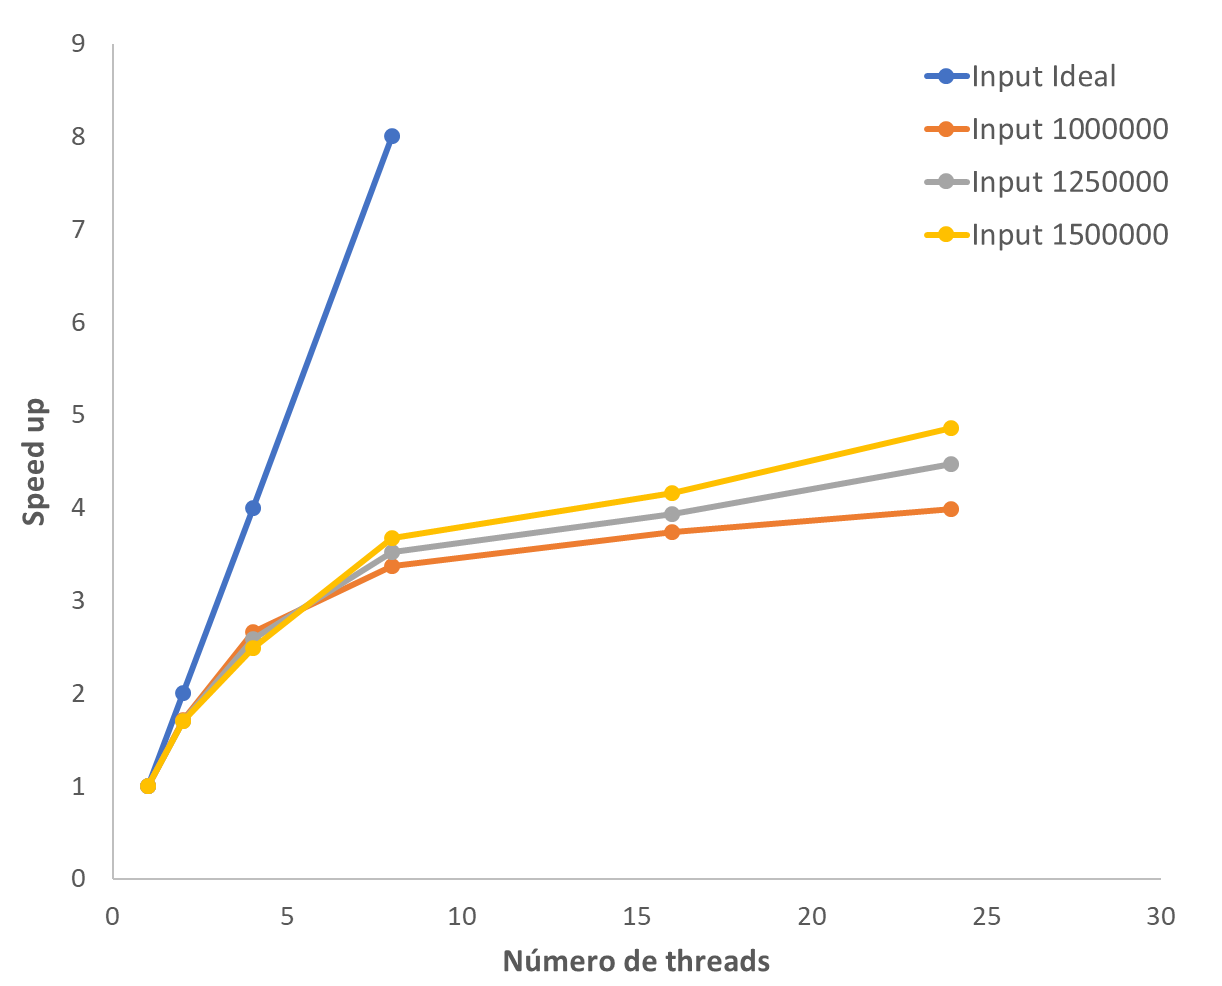 9
8
7
6
5
4
3
2
1
0
Speed up
0 5 10 15 20 25 30
Número de threads
Input Ideal
Input 1000000
Input 1250000
Input 1500000